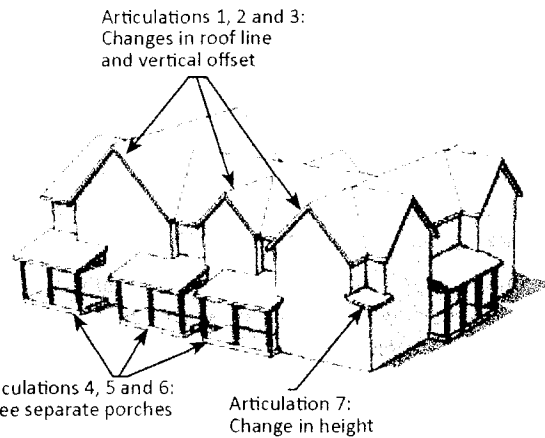 Articulations 1, 2 and 3:
Changes in roof line
and vertical offset
culations 4, 5 and 6:
ee separate porches
Articulation 7:
Change in height